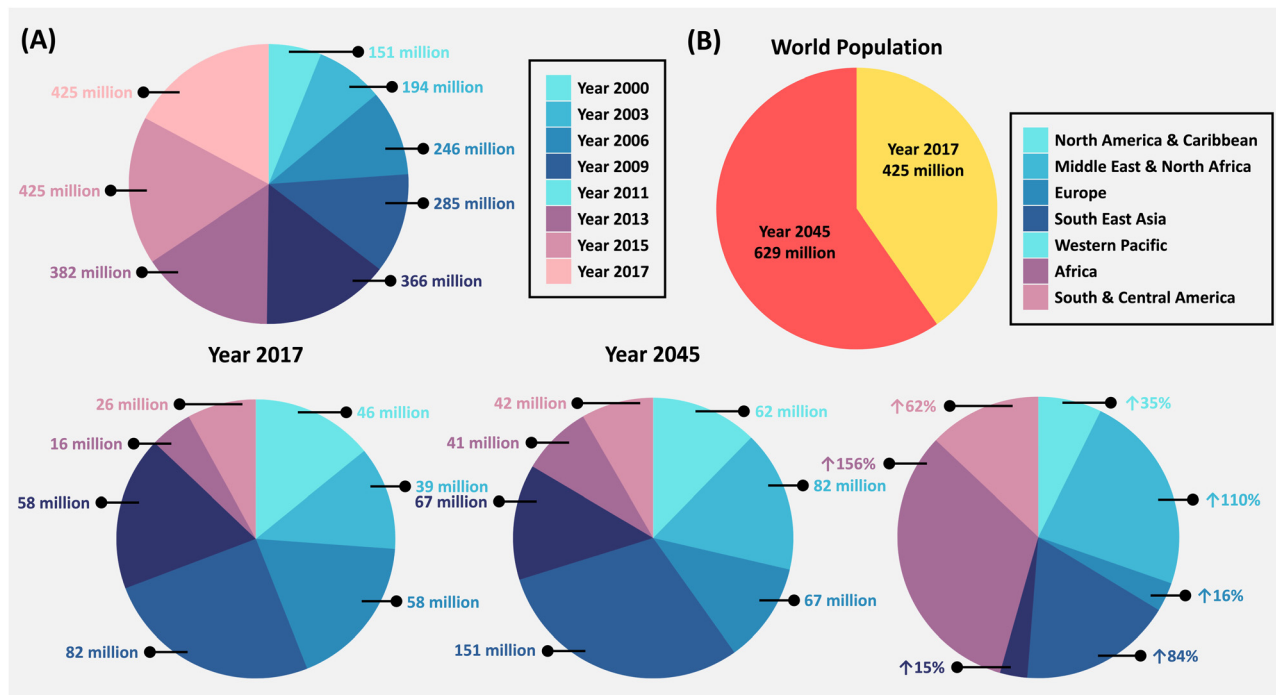 (A)
151 million
194 million
246 million
285 million
366 million
382 million
425 million
425 million
Year 2000
Year 2003
Year 2006
Year 2009
Year 2011
Year 2013
Year 2015
Year 2017
(B)
World Population
Year 2017
425 million
Year 2045
629 million
North America & Caribbean
Middle East & North Africa
Europe
South East Asia
Western Pacific
Africa
South & Central America
Year 2017
46 million
39 million
58 million
82 million
58 million
16 million
26 million
Year 2045
62 million
82 million
67 million
151 million
67 million
41 million
42 million
↑35%
↑110%
↑16%
↑84%
↑15%
↑156%
↑62%